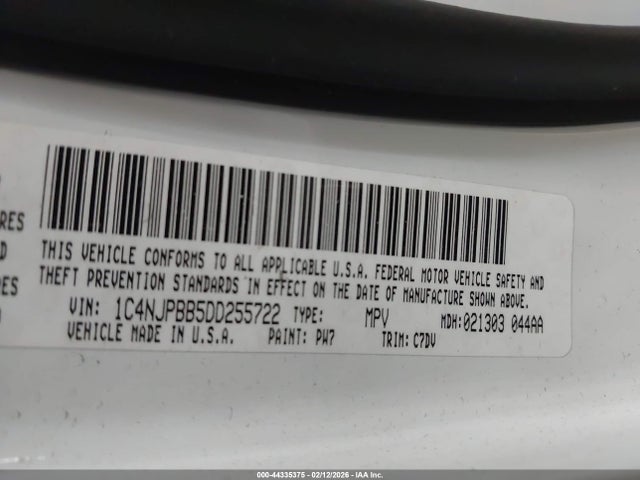 RES
THIS VEHICLE CONFORMS TO ALL APPLICABLE U.S.A. FEDERAL MOTOR VEHICLE SAFETY AND
D
THEFT PREVENTION STANDARDS IN EFFECT ON THE DATE OF MANUFACTURE SHOWN ABOVE.
RES
VIN: 1C4NJPBB5DD255722 TYPE: MPV MDH:021303 044AA
VEHICLE MADE IN U.S.A. PAINT: PW7 TRIM: C7DV
000-44335375 - 02/12/2026 - IAA, Inc.